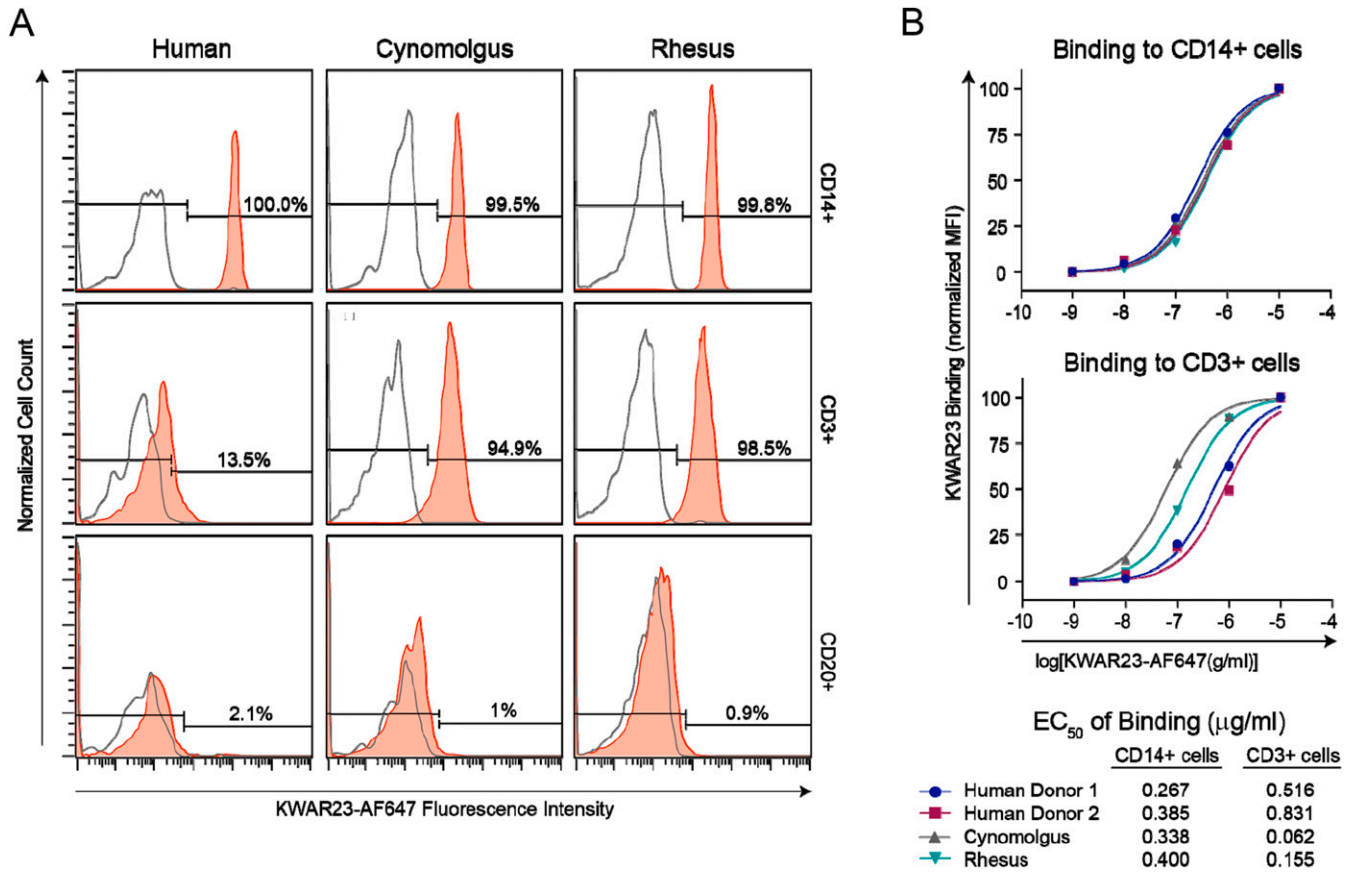 A
Human Cynomolgus Rhesus
100.0% 99.5% 99.8%
CD14+
13.5% 94.9% 98.5%
CD3+
2.1% 1% 0.9%
CD20+
Normalized Cell Count
KWAR23-AF647 Fluorescence Intensity
B
Binding to CD14+ cells
100
75
50
25
0
-10 -9 -8 -7 -6 -5 -4
Binding to CD3+ cells
100
75
50
25
0
-10 -9 -8 -7 -6 -5 -4
KWAR23 Binding (normalized MFI)
log[KWAR23-AF647(g/ml)]
EC50 of Binding (µg/ml)
CD14+ cells CD3+ cells
Human Donor 1 0.267 0.516
Human Donor 2 0.385 0.831
Cynomolgus 0.338 0.062
Rhesus 0.400 0.155